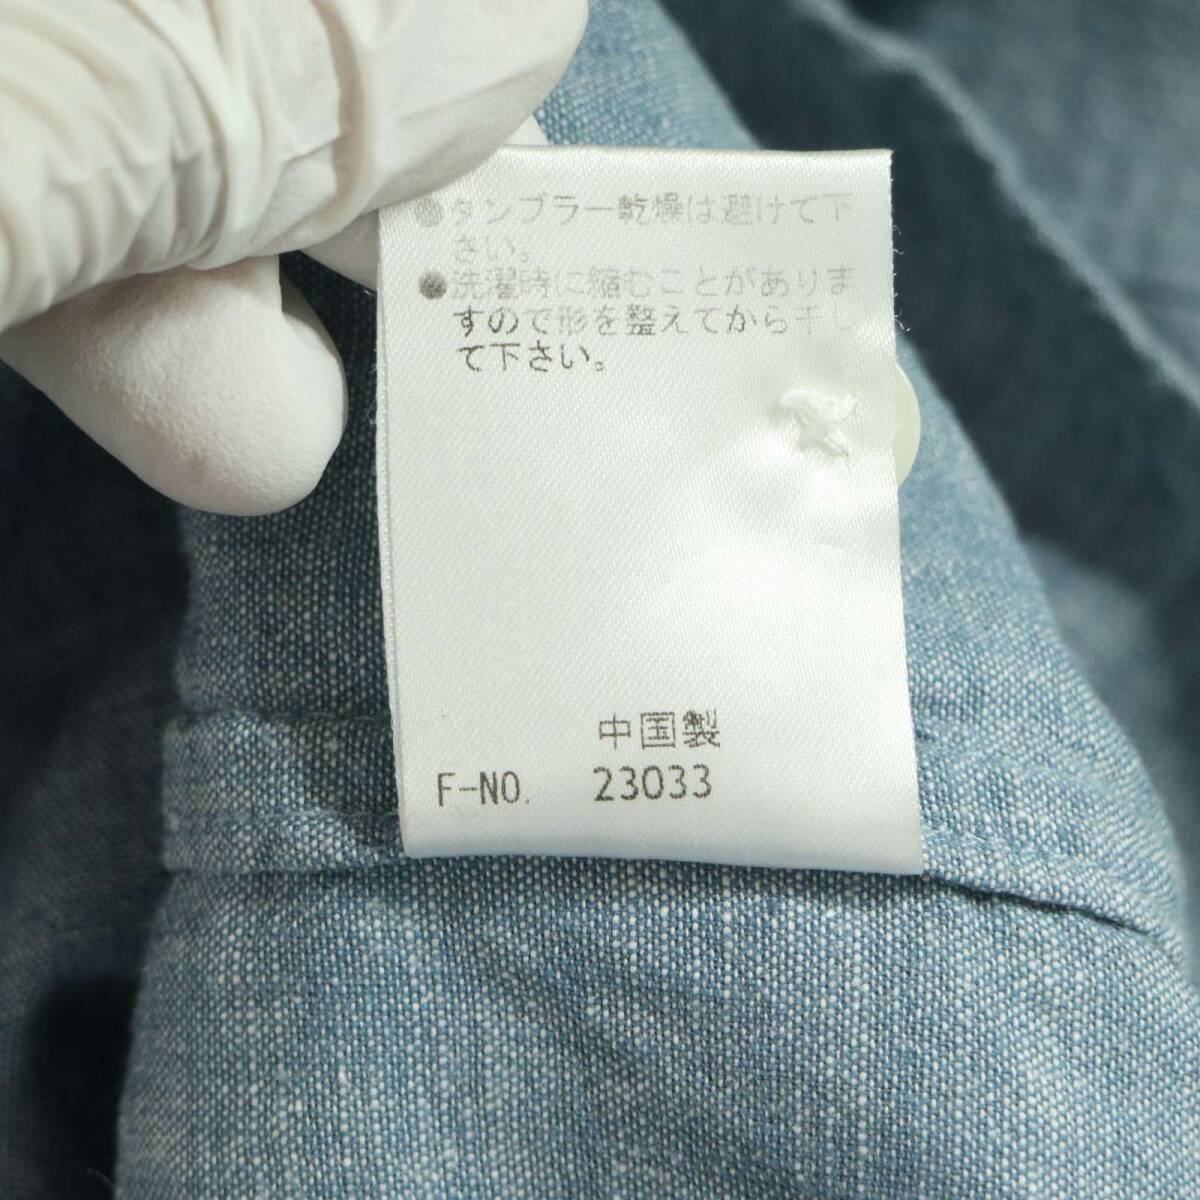 ●タンブラー乾燥は避けて下
さい。
●洗濯時に縮むことがありま
すので形を整えてから干し
て下さい。
中国製
F-NO. 23033